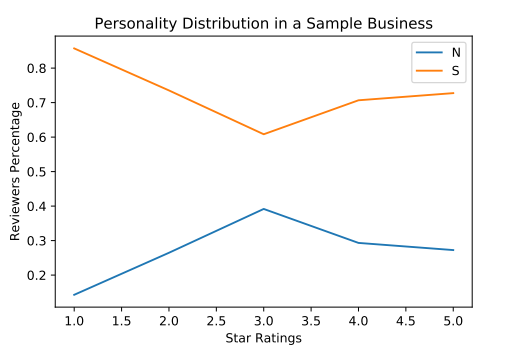 Personality Distribution in a Sample Business
N
S
0.8
0.7
0.6
0.5
0.4
0.3
0.2
Reviewers Percentage
1.0 1.5 2.0 2.5 3.0 3.5 4.0 4.5 5.0
Star Ratings